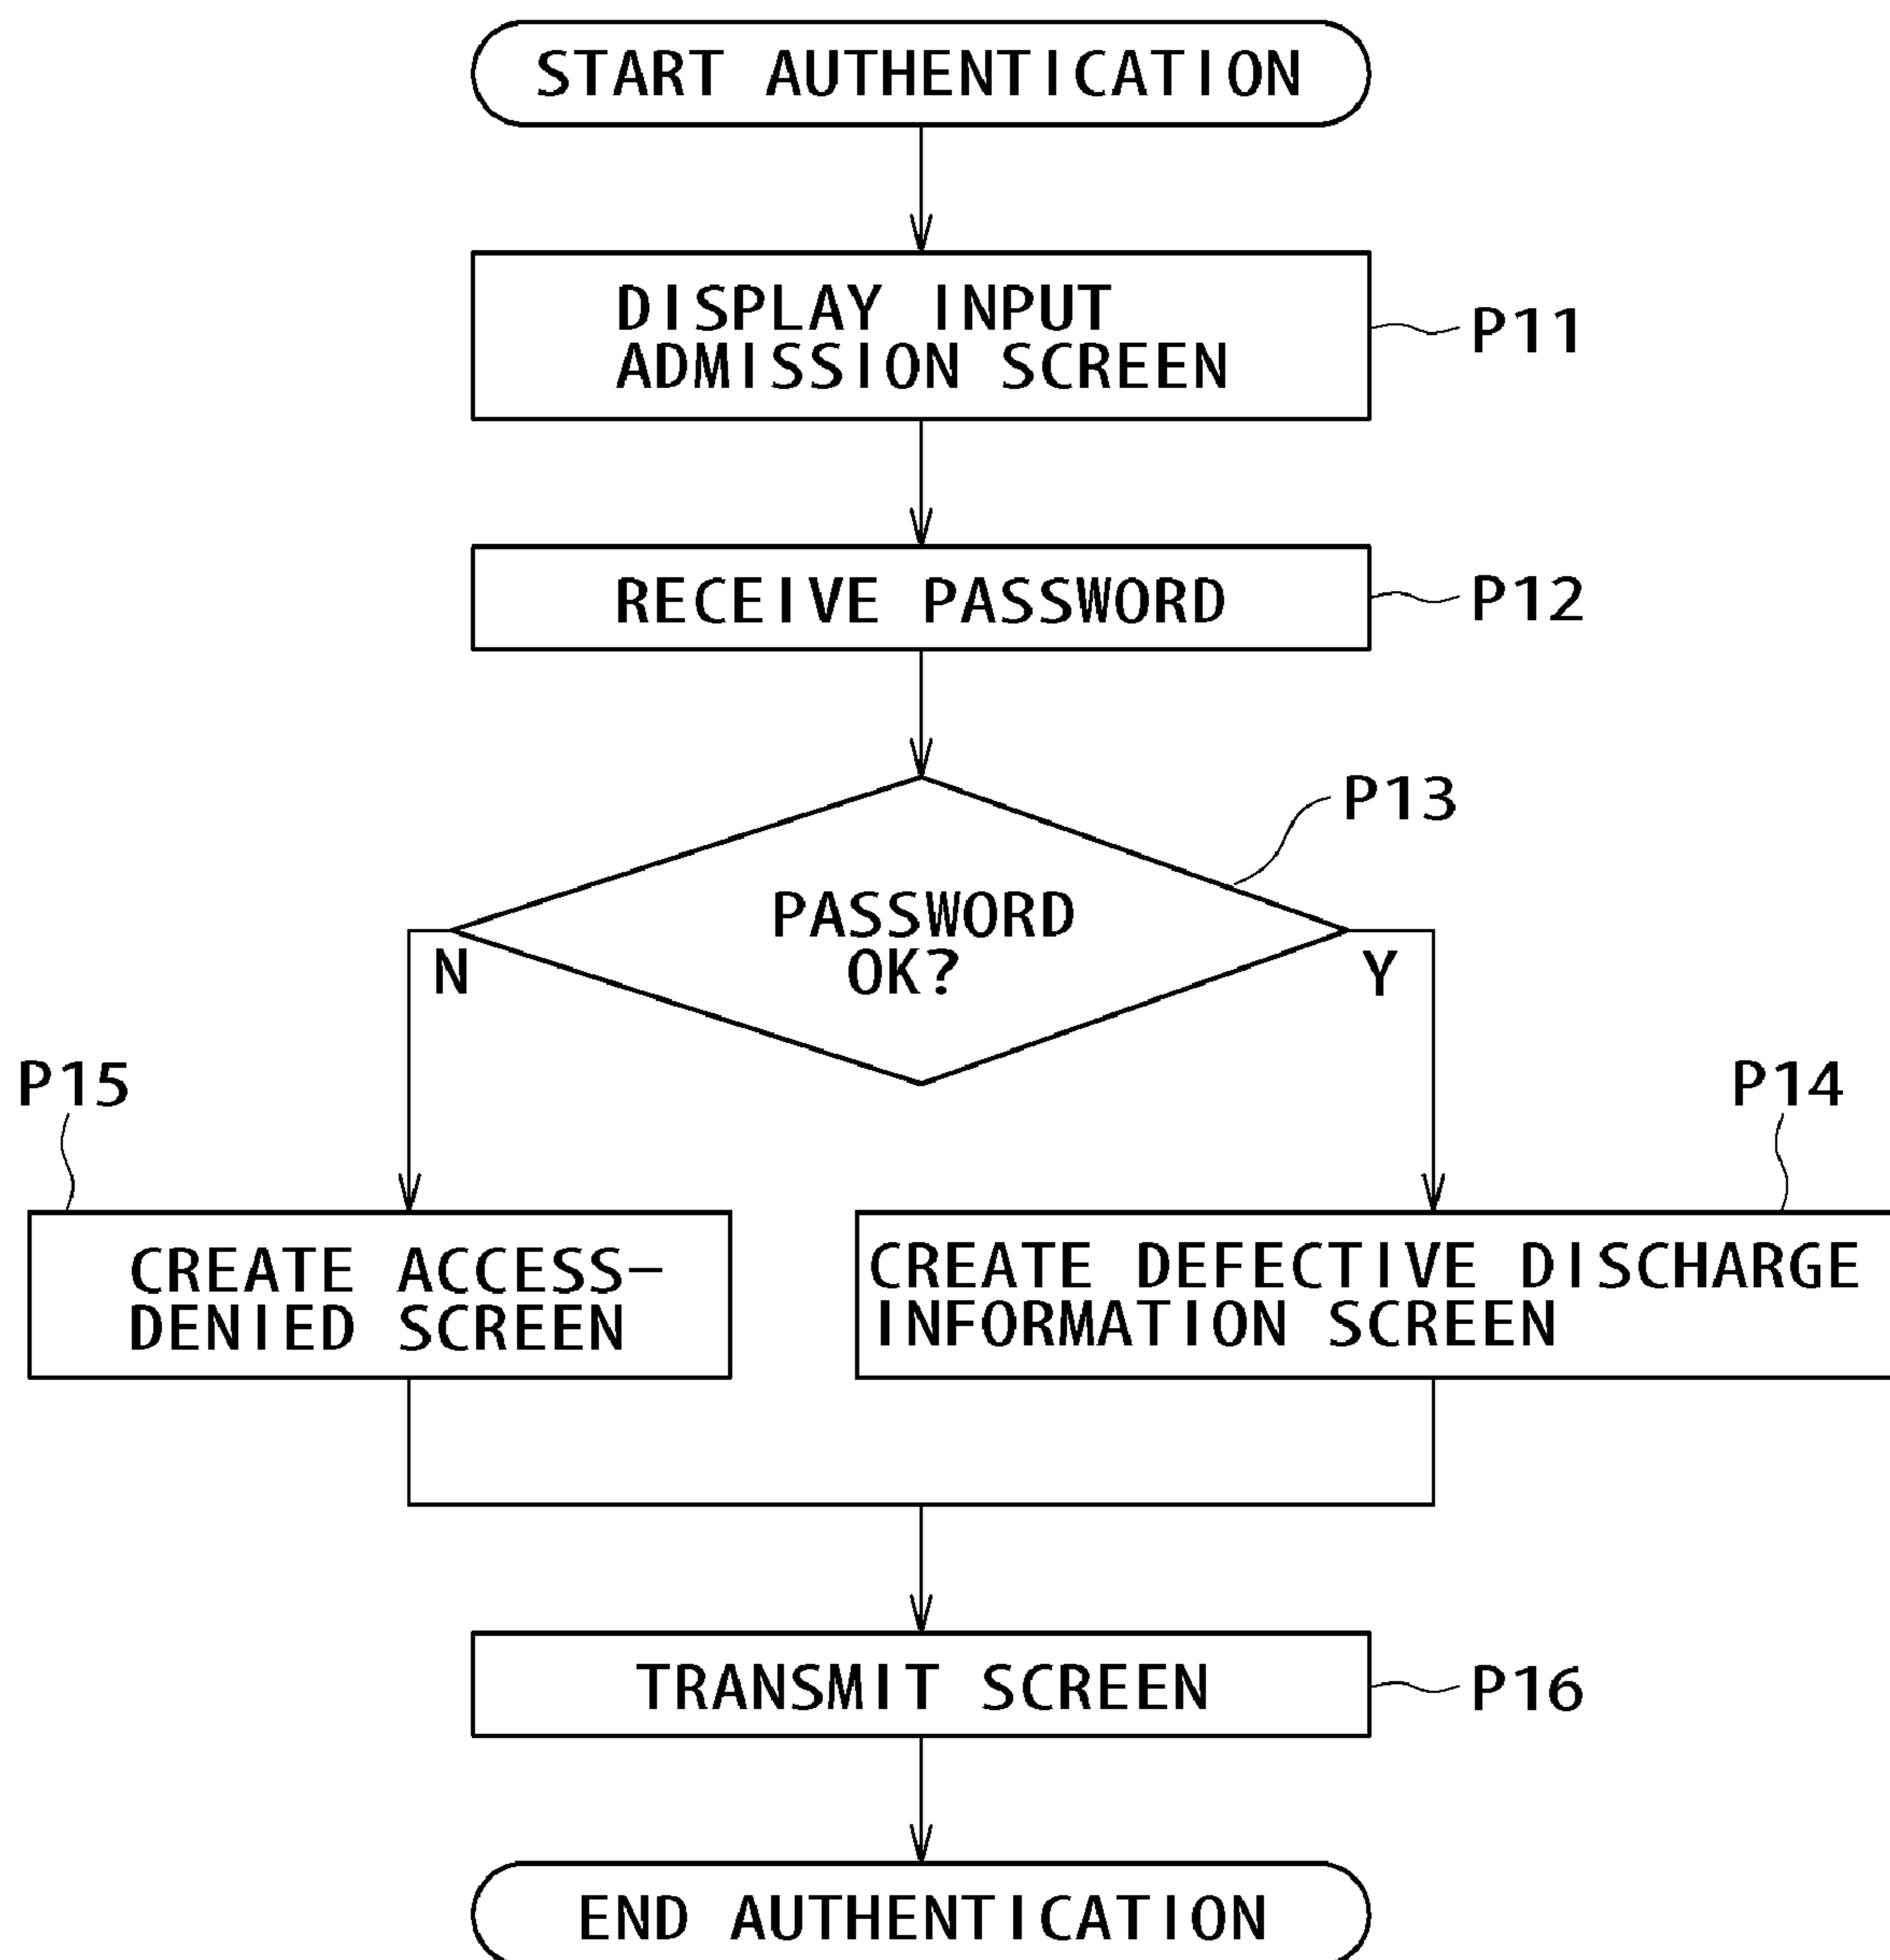 START AUTHENTICATION
DISPLAY INPUT
ADMISSION SCREEN
P11
RECEIVE PASSWORD
P12
P13
PASSWORD
OK?
N
Y
P15
P14
CREATE ACCESS-
DENIED SCREEN
CREATE DEFECTIVE DISCHARGE
INFORMATION SCREEN
TRANSMIT SCREEN
P16
END AUTHENTICATION